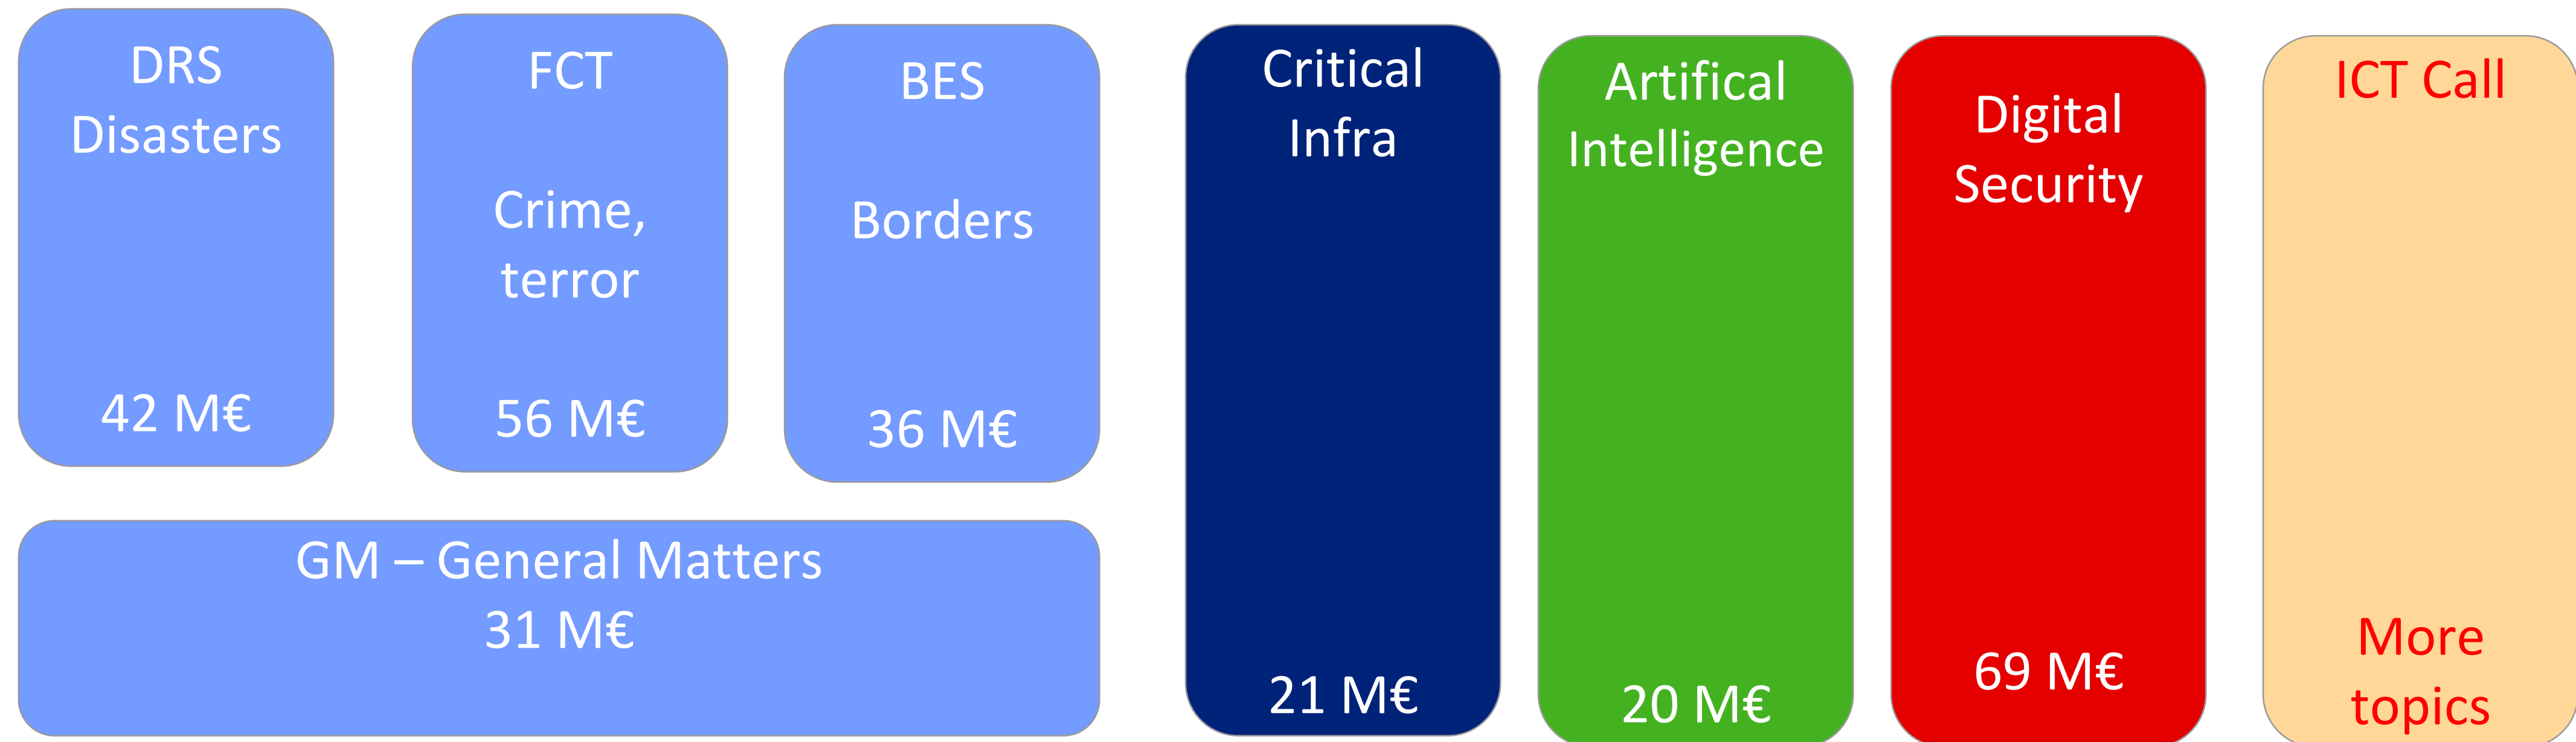 DRS
Disasters
42 M€
FCT
Crime,
terror
56 M€
BES
Borders
36 M€
GM – General Matters
31 M€
Critical
Infra
21 M€
Artifical
Intelligence
20 M€
Digital
Security
69 M€
ICT Call
More
topics